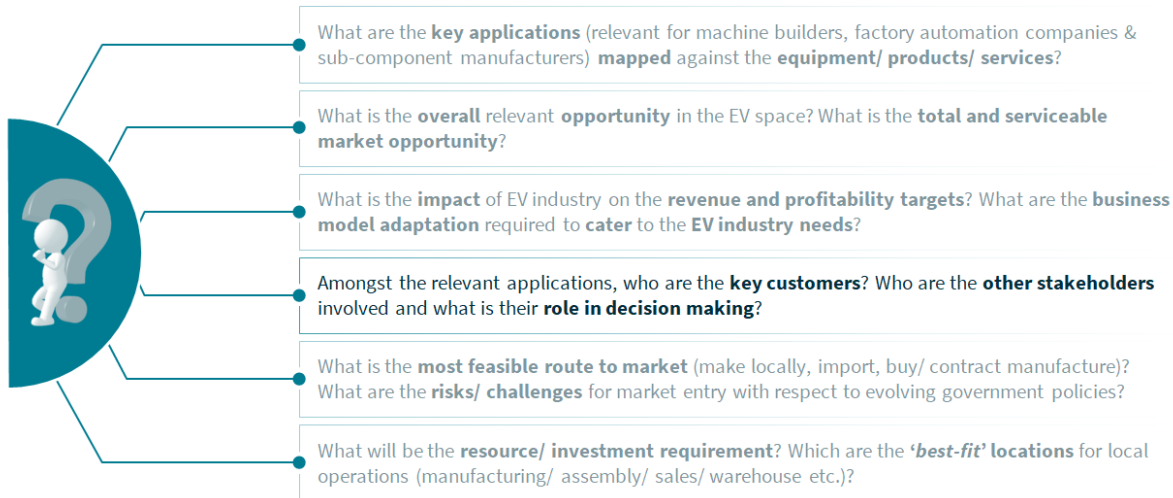 What are the key applications (relevant for machine builders, factory automation companies &
sub-component manufacturers) mapped against the equipment/ products/ services?
What is the overall relevant opportunity in the EV space? What is the total and serviceable
market opportunity?
What is the impact of EV industry on the revenue and profitability targets? What are the business
model adaptation required to cater to the EV industry needs?
Amongst the relevant applications, who are the key customers? Who are the other stakeholders
involved and what is their role in decision making?
What is the most feasible route to market (make locally, import, buy/ contract manufacture)?
What are the risks/ challenges for market entry with respect to evolving government policies?
What will be the resource/ investment requirement? Which are the ‘best-fit’ locations for local
operations (manufacturing/ assembly/ sales/ warehouse etc.)?